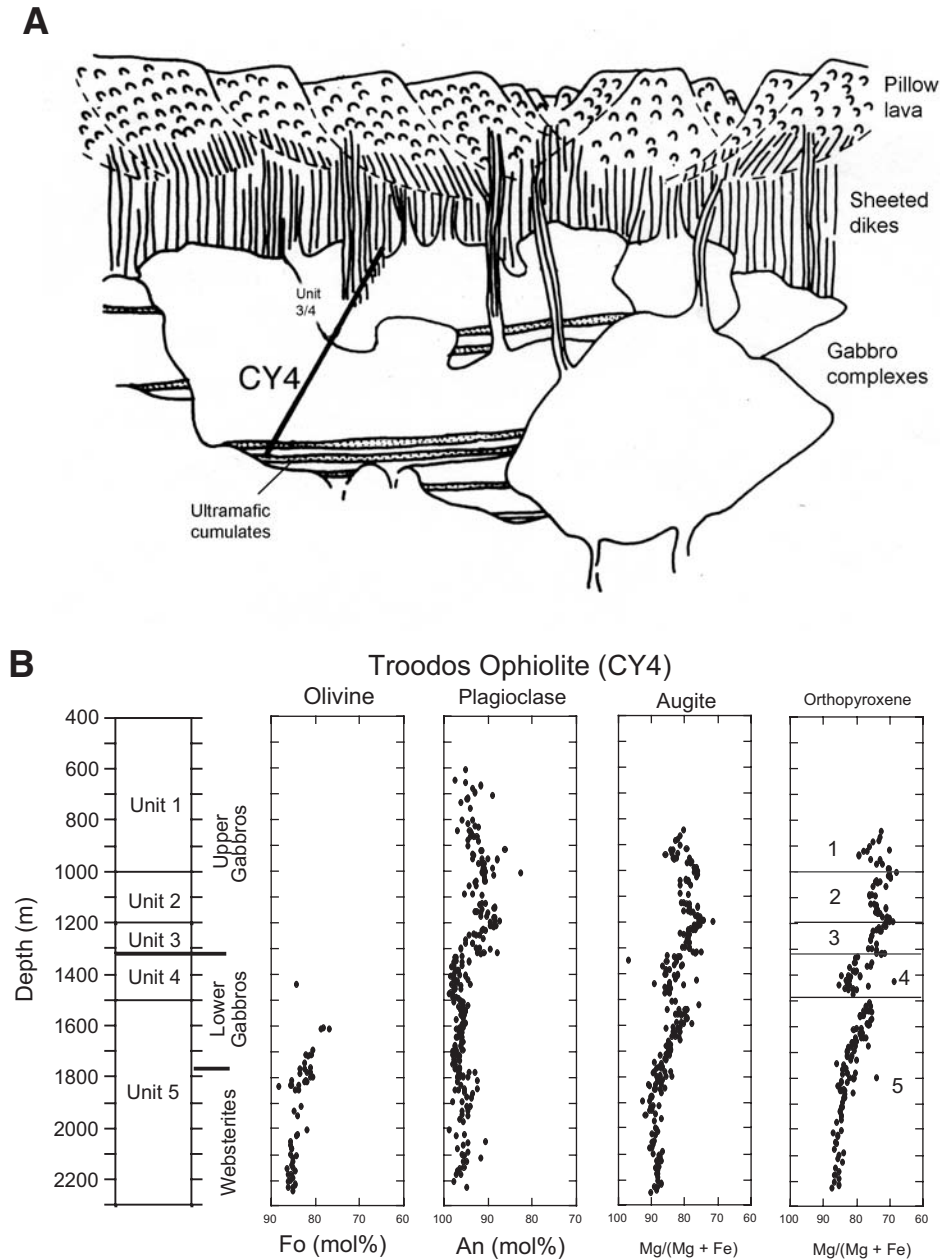 A
Pillow
lava
Sheeted
dikes
Unit
3/4
CY4
Gabbro
complexes
Ultramafic
cumulates
B
Troodos Ophiolite (CY4)
Olivine
Plagioclase
Augite
Orthopyroxene
Depth (m)
400
600
800
1000
1200
1400
1600
1800
2000
2200
Unit 1
Unit 2
Unit 3
Unit 4
Unit 5
Upper
Gabbros
Lower
Gabbros
Websterites
1
2
3
4
5
90 80 70 60
100 90 80 70
100 90 80 70 60
100 90 80 70 60
Fo (mol%)
An (mol%)
Mg/(Mg + Fe)
Mg/(Mg + Fe)